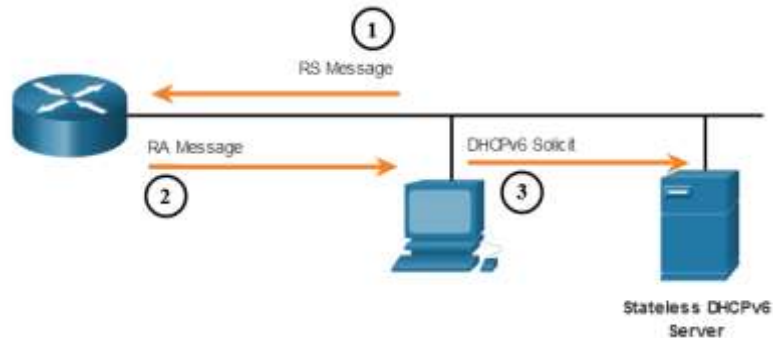 1
RS Message
RA Message
DHCPv6 Solicit
2
3
Stateless DHCPv6
Server